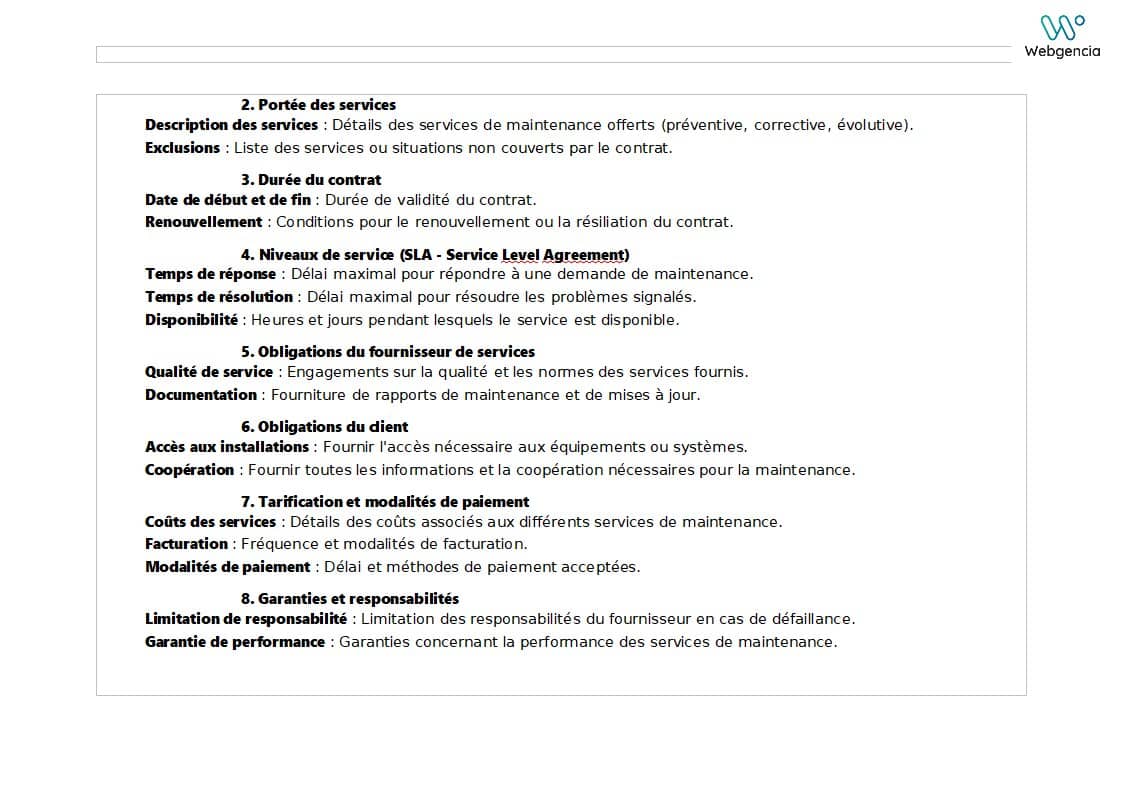 Webgencia
2. Portée des services
Description des services : Détails des services de maintenance offerts (préventive, corrective, évolutive).
Exclusions : Liste des services ou situations non couverts par le contrat.
3. Durée du contrat
Date de début et de fin : Durée de validité du contrat.
Renouvellement : Conditions pour le renouvellement ou la résiliation du contrat.
4. Niveaux de service (SLA - Service Level Agreement)
Temps de réponse : Délai maximal pour répondre à une demande de maintenance.
Temps de résolution : Délai maximal pour résoudre les problèmes signalés.
Disponibilité : Heures et jours pendant lesquels le service est disponible.
5. Obligations du fournisseur de services
Qualité de service : Engagements sur la qualité et les normes des services fournis.
Documentation : Fourniture de rapports de maintenance et de mises à jour.
6. Obligations du client
Accès aux installations : Fournir l'accès nécessaire aux équipements ou systèmes.
Coopération : Fournir toutes les informations et la coopération nécessaires pour la maintenance.
7. Tarification et modalités de paiement
Coûts des services : Détails des coûts associés aux différents services de maintenance.
Facturation : Fréquence et modalités de facturation.
Modalités de paiement : Délai et méthodes de paiement acceptées.
8. Garanties et responsabilités
Limitation de responsabilité : Limitation des responsabilités du fournisseur en cas de défaillance.
Garantie de performance : Garanties concernant la performance des services de maintenance.